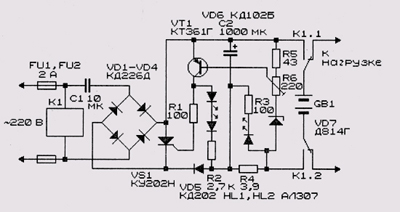 VD6 КД102Б
VT1 C2
КТ361Г 1000 МК
K1.1
FU1, FU2
2 А
VD1-VD4
КД226Д
R5
43
К
нагрузке
R6
220
C1 10
МК
K1
R1
100
R3
100
GB1
~220 В
VD7
Д814Г
R2
R4
K1.2
VS1
КУ202Н
VD5 2,7к 3,9
КД202 HL1,HL2 АЛ307